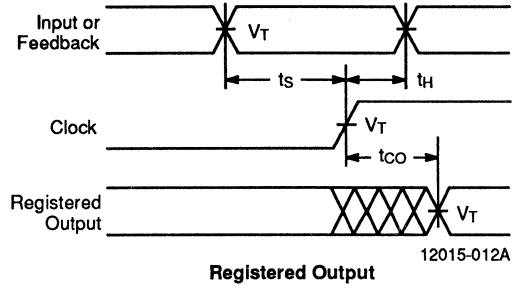 Input or
Feedback
VT
tS
tH
Clock
VT
tCO
Registered
Output
VT
12015-012A
Registered Output